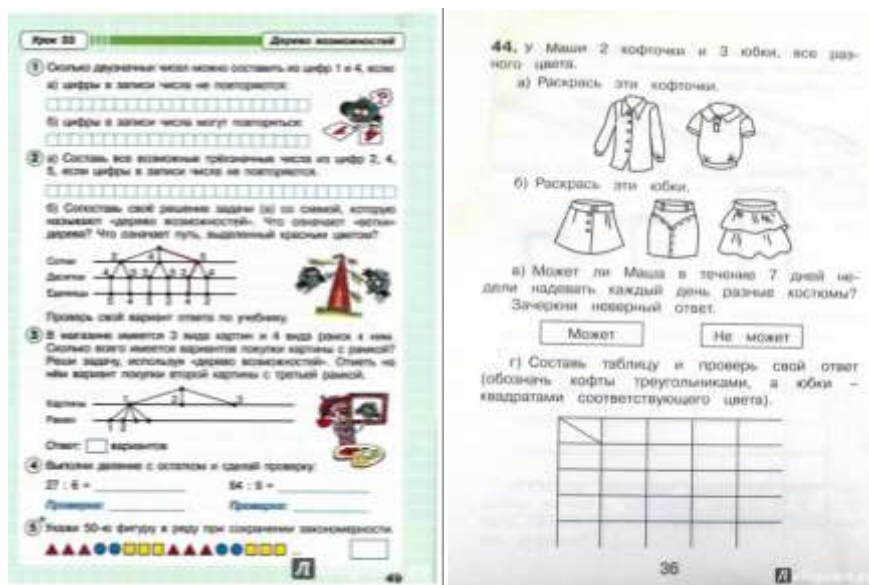 Урок 33
Дерево возможностей
1 Сколько двузначных чисел можно составить из цифр 1 и 4, если:
а) цифры в записи числа не повторяются:
б) цифры в записи числа могут повторяться:
2 а) Составь все возможные трёхзначные числа из цифр 2, 4,
5, если цифры в записи числа не повторяются.
б) Сопоставь своё решение задачи (а) со схемой, которую
называют «дерево возможностей». Что означают «ветки»
дерева? Что означает путь, выделенный красным цветом?
Сотни
Десятки
Единицы
Проверь свой вариант ответа по учебнику.
3 В магазине имеется 3 вида картин и 4 вида рамок к ним.
Сколько всего имеется вариантов покупки картины с рамкой?
Реши задачу, используя «дерево возможностей». Отметь на
нём вариант покупки второй картины с третьей рамкой.
Картины 1 2 3
Рамки 1 2
Ответ: вариантов
4 Выполни деление с остатком и сделай проверку:
27 : 6 = 64 : 9 =
Проверка: Проверка:
5* Укажи 50-ю фигуру в ряду при сохранении закономерности.
49
44. У Маши 2 кофточки и 3 юбки, все раз-
ного цвета.
а) Раскрась эти кофточки.
б) Раскрась эти юбки.
в) Может ли Маша в течение 7 дней не-
дели надевать каждый день разные костюмы?
Зачеркни неверный ответ.
Может
Не может
г) Составь таблицу и проверь свой ответ
(обозначь кофты треугольниками, а юбки –
квадратами соответствующего цвета).
36